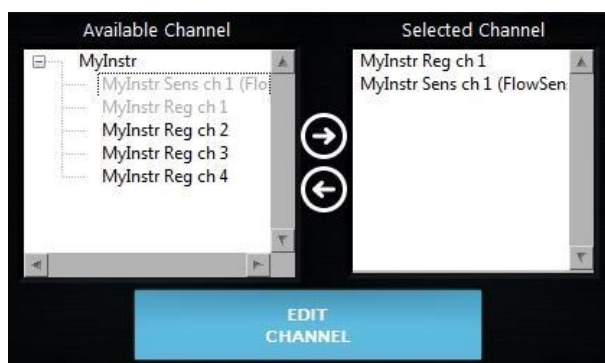 Available Channel
MyInstr
MyInstr Sens ch 1 (Flo
MyInstr Reg ch 1
MyInstr Reg ch 2
MyInstr Reg ch 3
MyInstr Reg ch 4
Selected Channel
MyInstr Reg ch 1
MyInstr Sens ch 1 (FlowSen
EDIT
CHANNEL